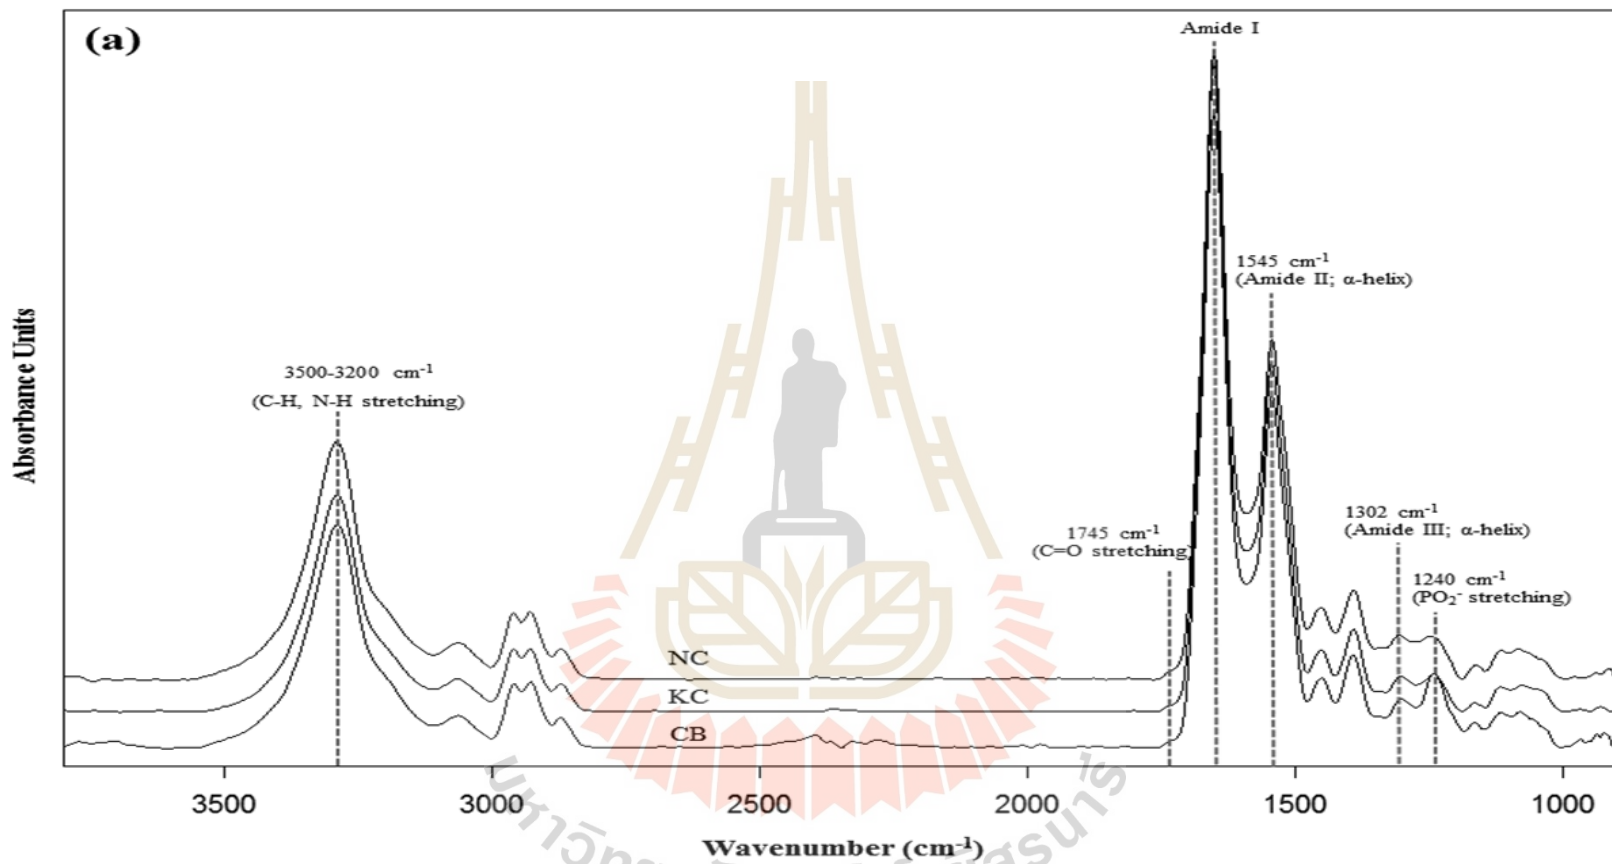 (a)
Amide I
1545 cm⁻¹
(Amide II; α-helix)
3500-3200 cm⁻¹
(C-H, N-H stretching)
1302 cm⁻¹
(Amide III; α-helix)
1745 cm⁻¹
(C=O stretching)
1240 cm⁻¹
(PO₂⁻ stretching)
Absorbance Units
NC
KC
CB
3500 3000 2500 2000 1500 1000
Wavenumber (cm⁻¹)